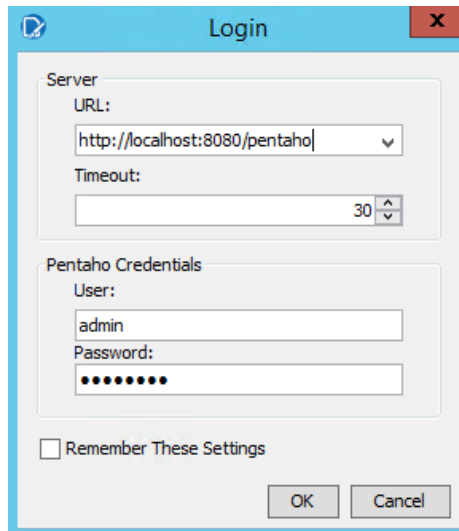 Login
x
Server
URL:
http://localhost:8080/pentaho
Timeout:
30
Pentaho Credentials
User:
admin
Password:
●●●●●●●●
Remember These Settings
OK Cancel